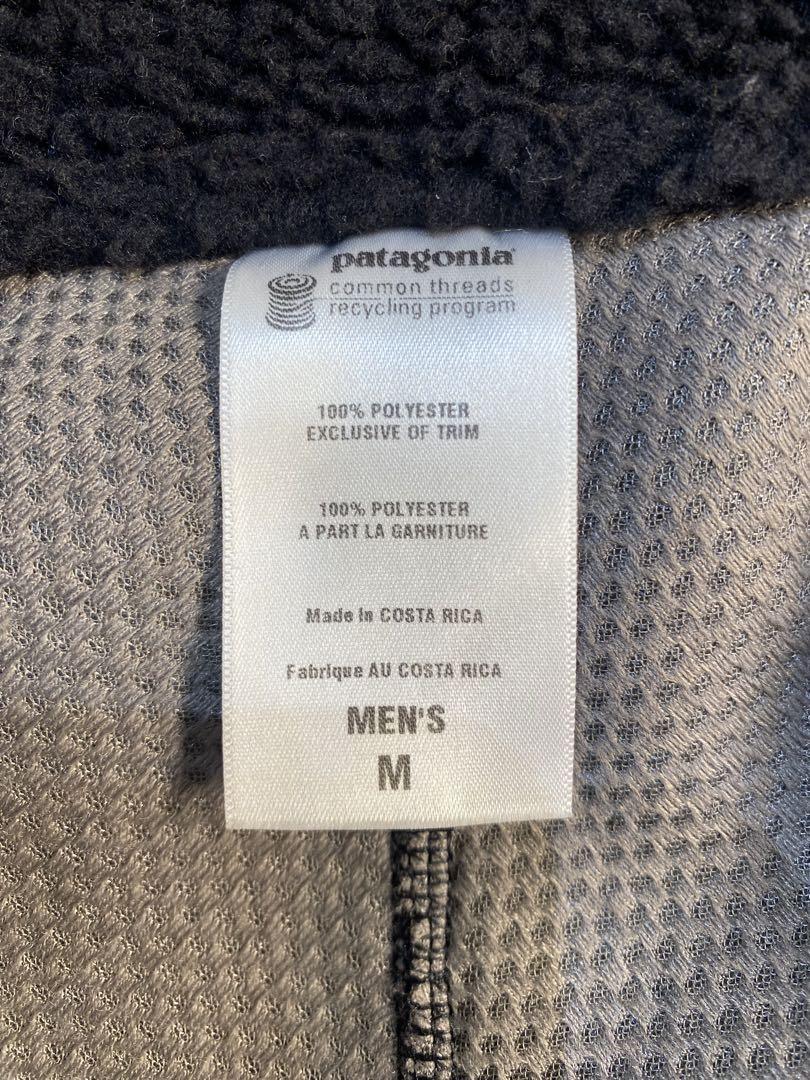 patagonia
common threads
recycling program
100% POLYESTER
EXCLUSIVE OF TRIM
100% POLYESTER
A PART LA GARNITURE
Made in COSTA RICA
Fabrique AU COSTA RICA
MEN'S
M